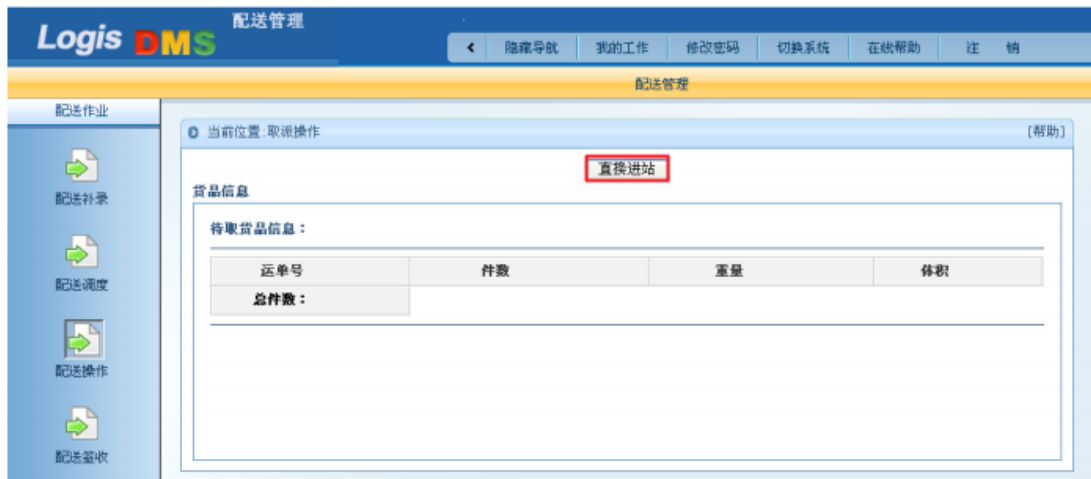 Logis DMS 配送管理
隐藏导航 我的工作 修改密码 切换系统 在线帮助 注 销
配送管理
配送作业
当前位置:取派操作 [帮助]
直接进站
货品信息
待取货品信息：
运单号 件数 重量 体积
总件数：
配送补录
配送调度
配送操作
配送签收